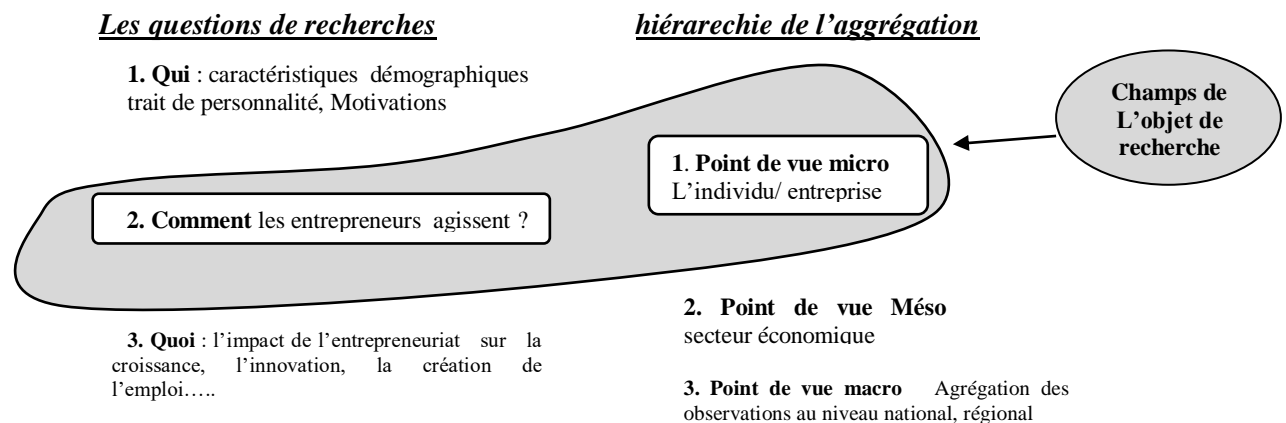 Les questions de recherches
1. Qui : caractéristiques démographiques
trait de personnalité, Motivations
2. Comment les entrepreneurs agissent ?
3. Quoi : l’impact de l’entrepreneuriat sur la
croissance, l’innovation, la création de
l’emploi…..
hiérarechie de l’aggrégation
1. Point de vue micro
L’individu/ entreprise
2. Point de vue Méso
secteur économique
3. Point de vue macro Agrégation des
observations au niveau national, régional
Champs de
L’objet de
recherche